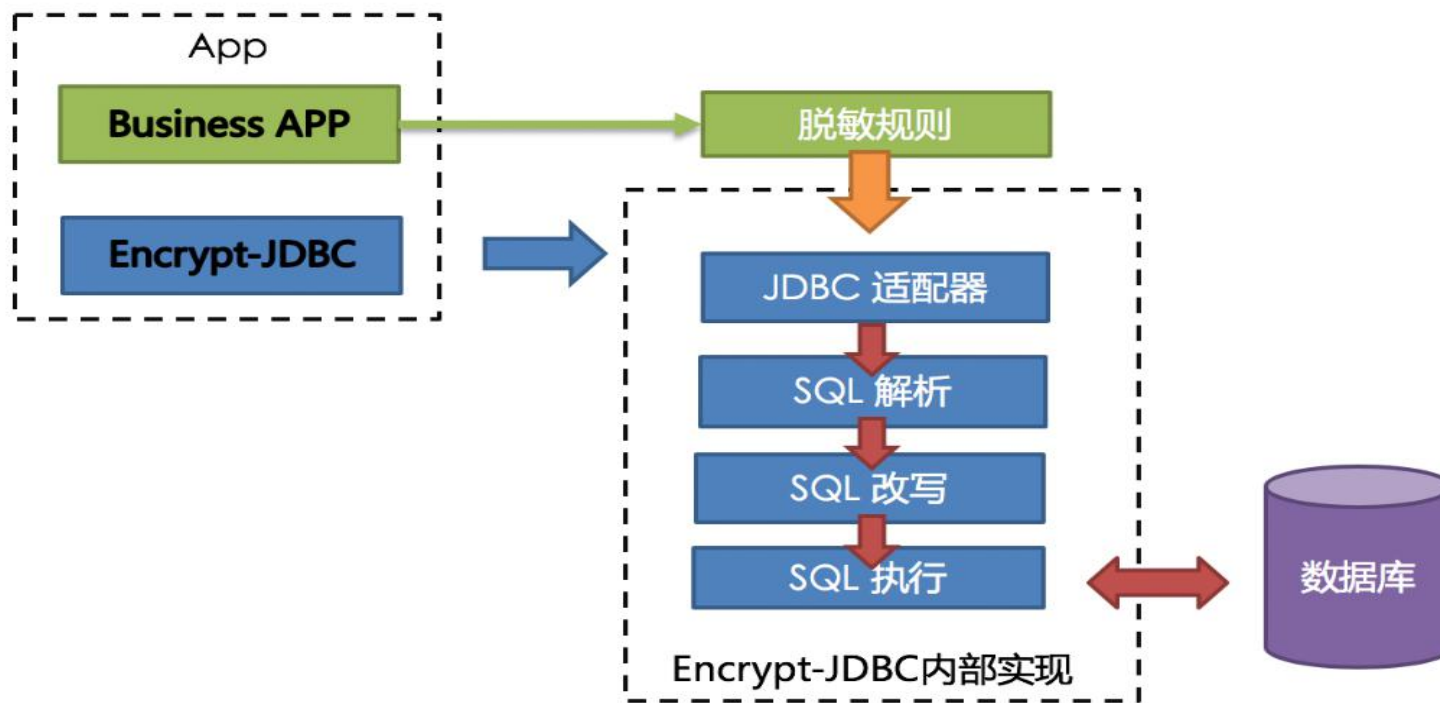 App
Business APP
脱敏规则
Encrypt-JDBC
JDBC 适配器
SQL 解析
SQL 改写
SQL 执行
数据库
Encrypt-JDBC内部实现